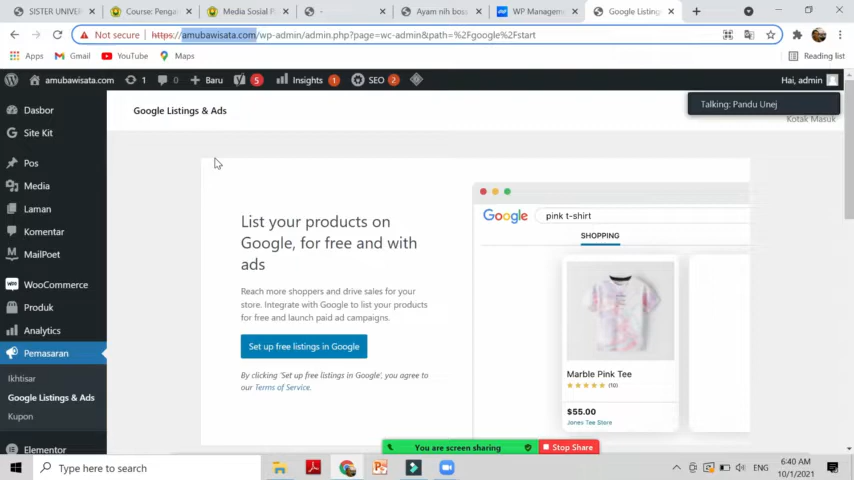 SISTER UNIVER
Course: Pengai
Media Sosial P
-
Ayam nih bosa
WP Managem
Google Listing
Not secure
https://amubawisata.com/wp-admin/admin.php?page=wc-admin&path=%2Fgoogle%2Fstart
Apps
Gmail
YouTube
Maps
Reading list
amubawisata.com
1
0
Baru
5
Insights 1
SEO 2
Hai, admin
Dasbor
Site Kit
Pos
Media
Laman
Komentar
MailPoet
WooCommerce
Produk
Analytics
Pemasaran
Ikhtisar
Google Listings & Ads
Kupon
Elementor
Google Listings & Ads
Talking: Pandu Unej
Kotak Masuk
List your products on
Google, for free and with
ads
Reach more shoppers and drive sales for your
store. Integrate with Google to list your products
for free and launch paid ad campaigns.
Set up free listings in Google
By clicking 'Set up free listings in Google', you agree to
our Terms of Service.
Google
pink t-shirt
SHOPPING
Marble Pink Tee
(10)
$55.00
Jones Tee Store
You are screen sharing
Stop Share
Type here to search
ENG
6:40 AM
10/1/2021